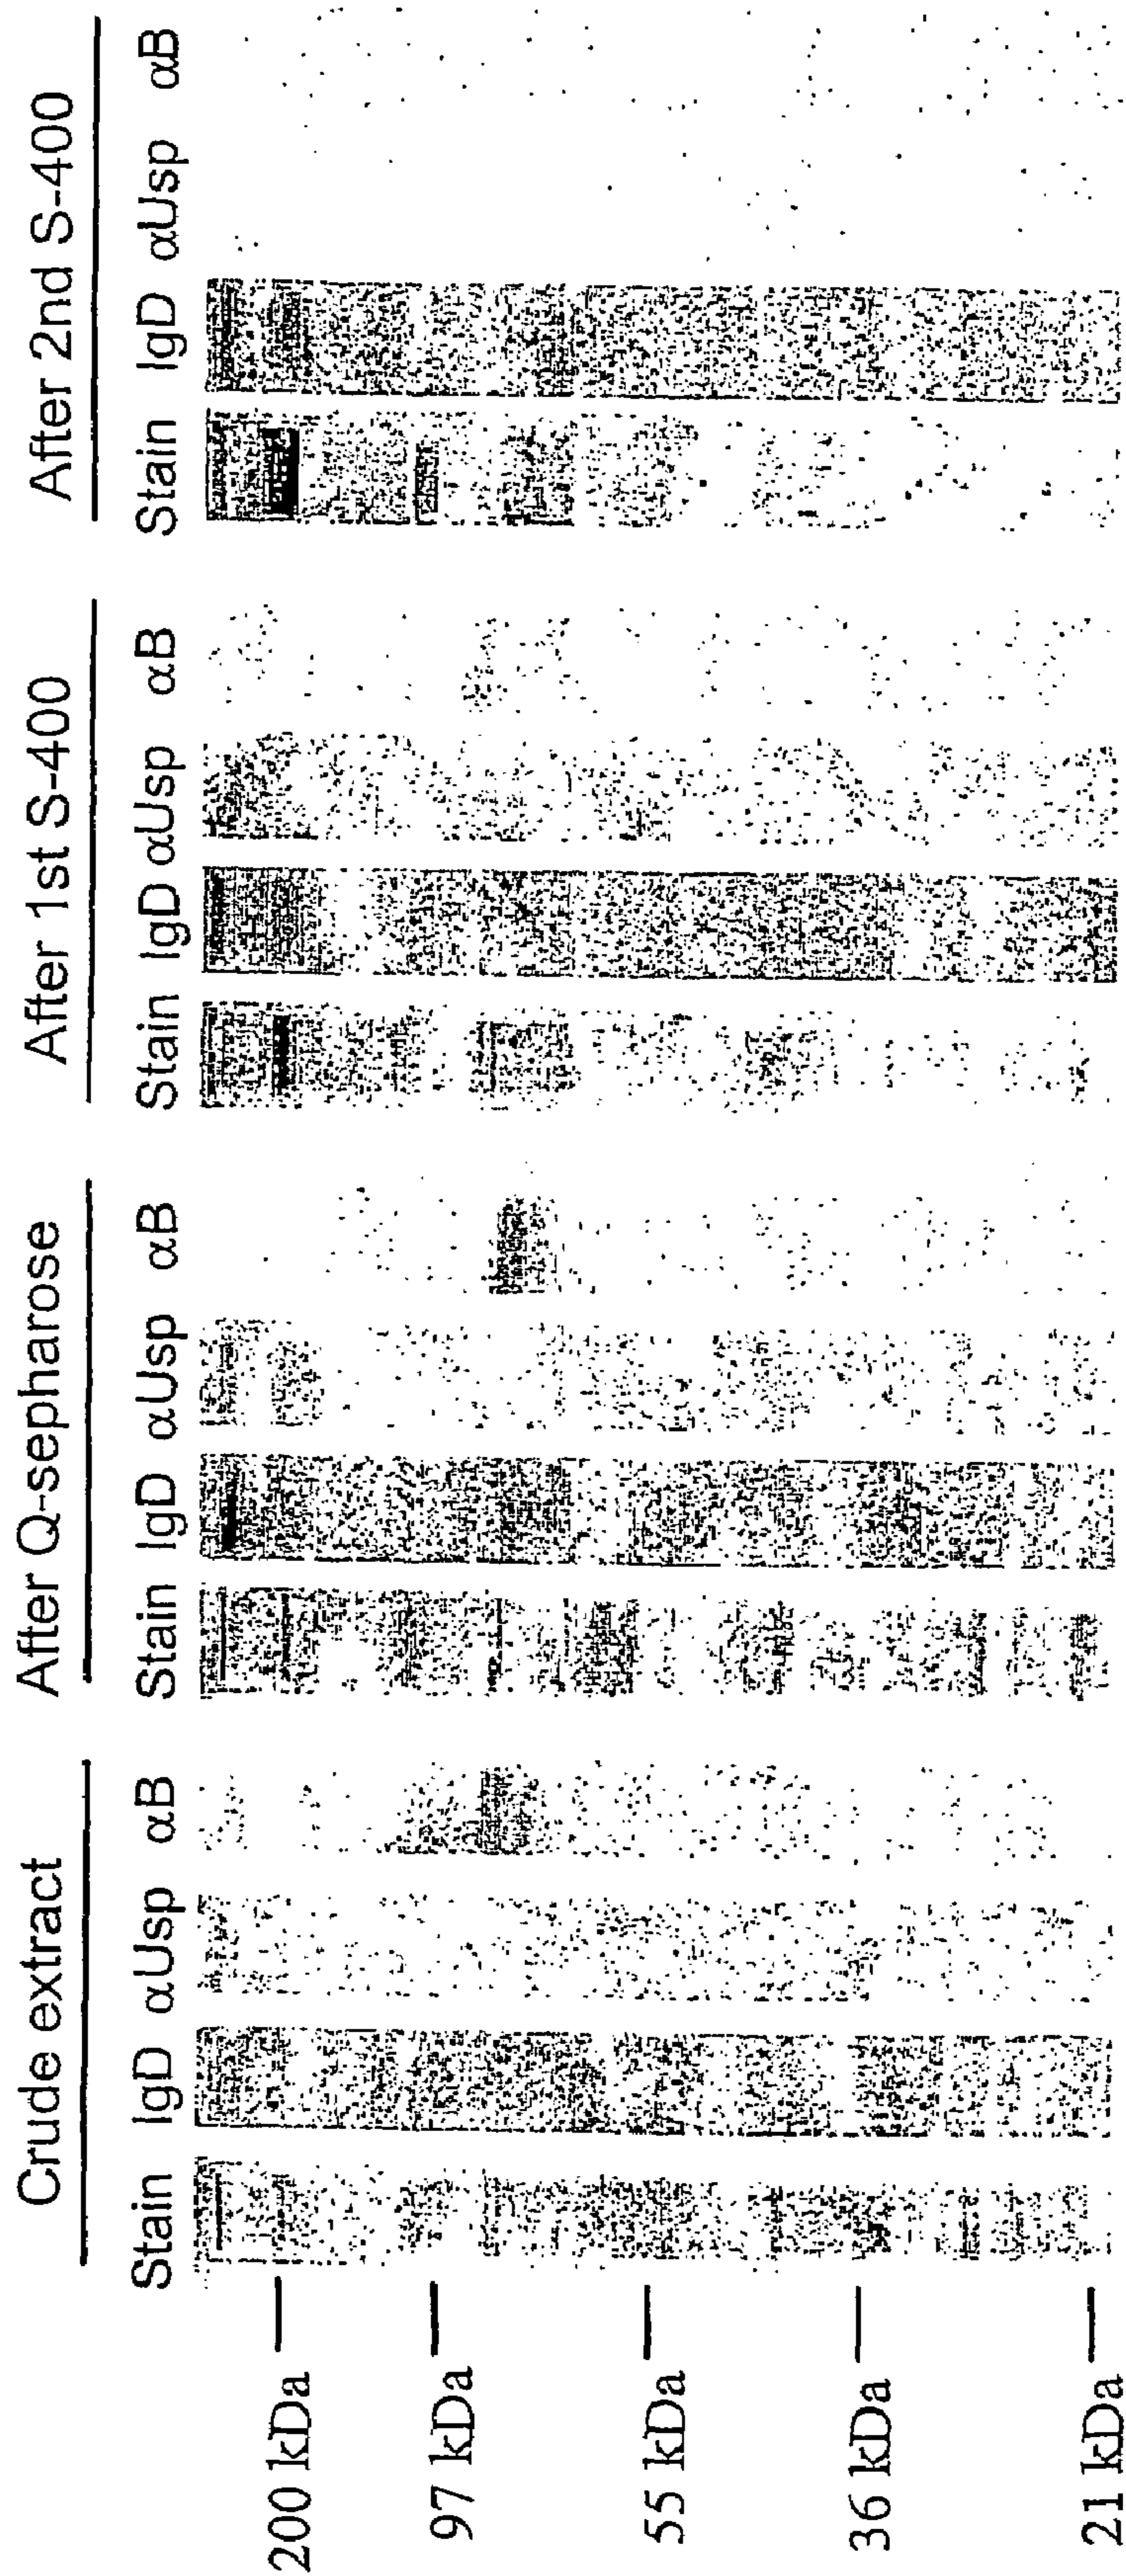 Crude extract
After Q-sepharose
After 1st S-400
After 2nd S-400
Stain IgD αUsp αB
Stain IgD αUsp αB
Stain IgD αUsp αB
Stain IgD αUsp αB
200 kDa
97 kDa
55 kDa
36 kDa
21 kDa